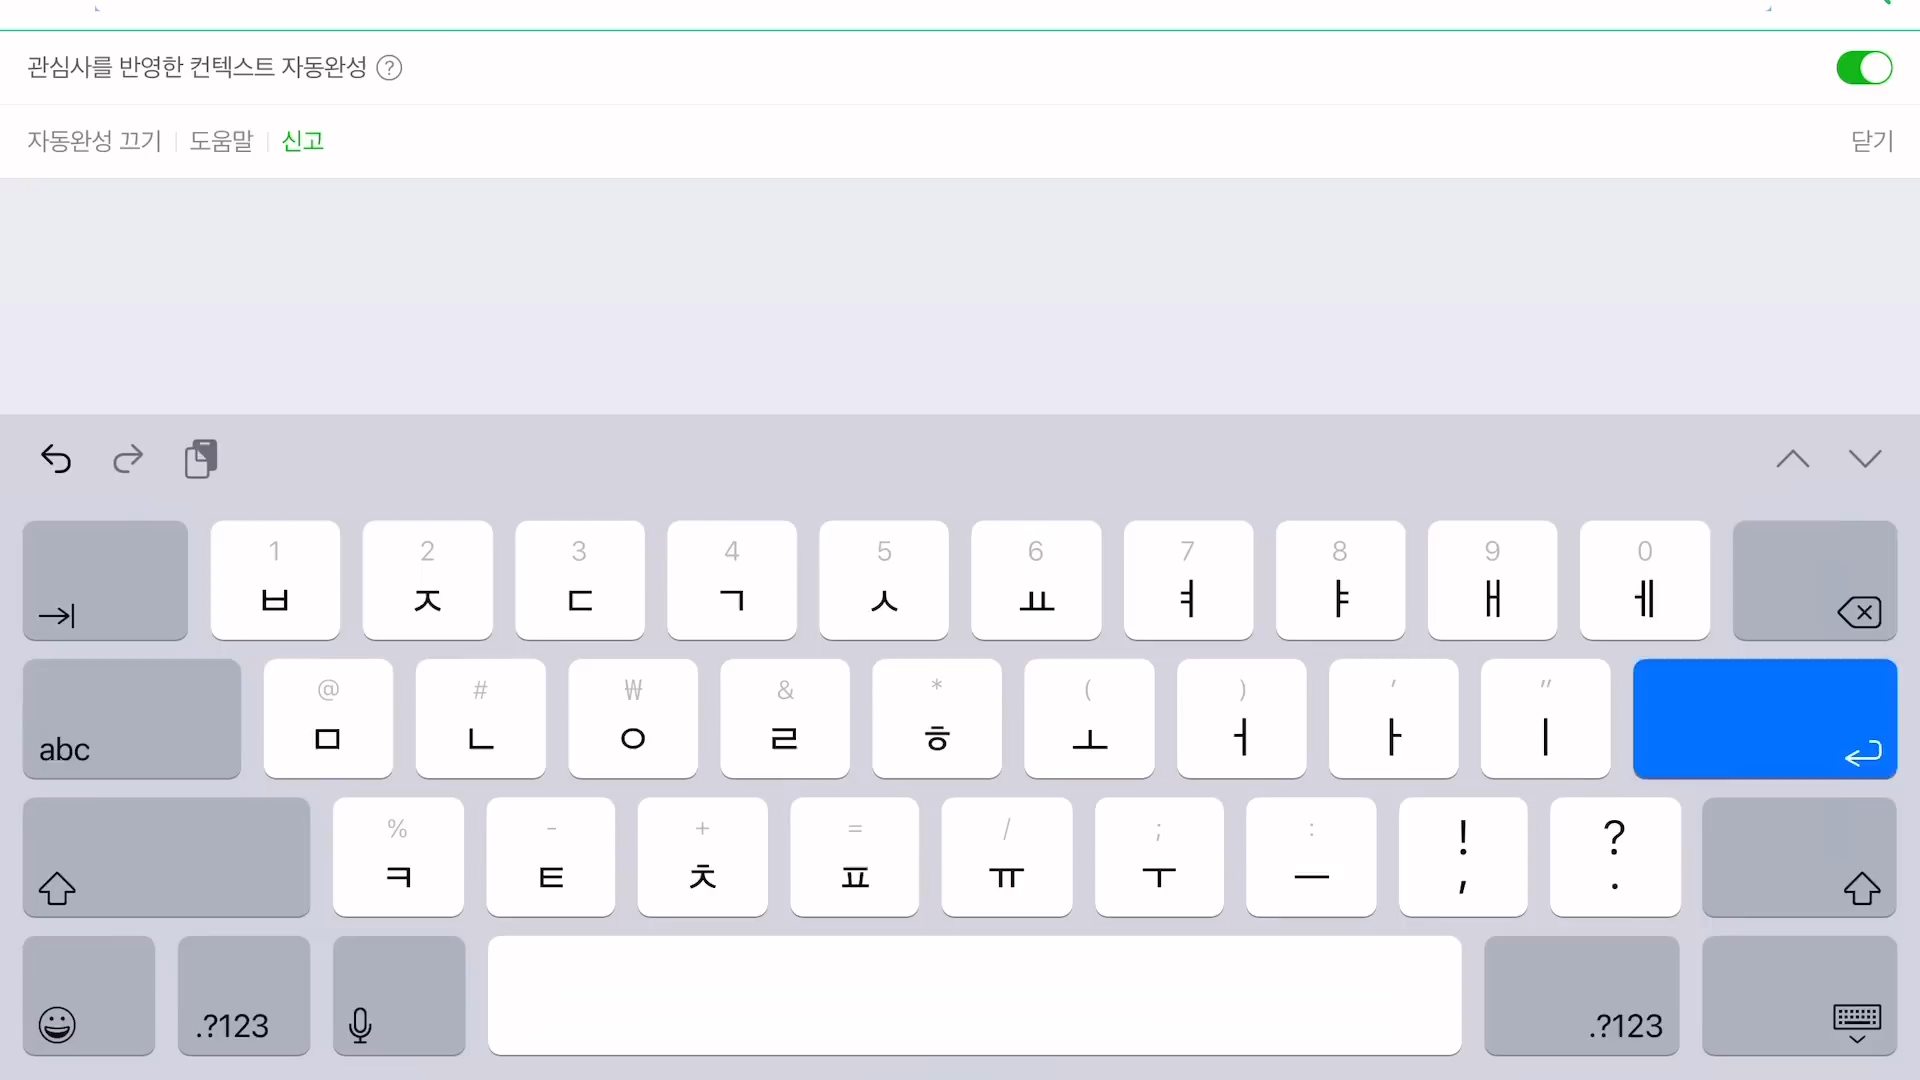 관심사를 반영한 컨텍스트 자동완성 ?
자동완성 끄기 도움말 신고 닫기
1 2 3 4 5 6 7 8 9 0
ㅂ ㅈ ㄷ ㄱ ㅅ ㅛ ㅕ ㅑ ㅐ ㅔ
@ # ₩ & * ( ) ' "
abc ㅁ ㄴ ㅇ ㄹ ㅎ ㅗ ㅓ ㅏ ㅣ
% - + = / ; : ! ?
ㅋ ㅌ ㅊ ㅍ ㅠ ㅜ ㅡ , .
.?123 .?123